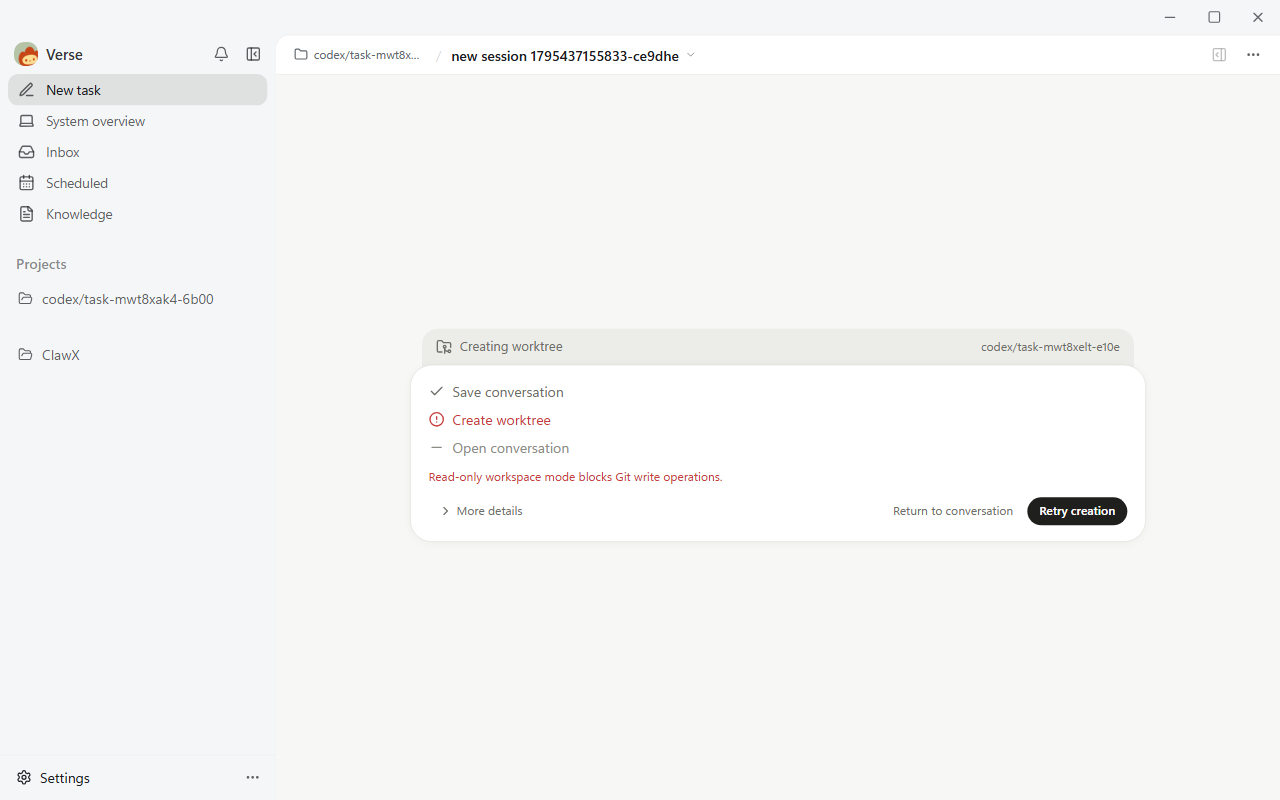 Verse
New task
System overview
Inbox
Scheduled
Knowledge
Projects
codex/task-mwt8xak4-6b00
ClawX
Settings
codex/task-mwt8x... / new session 1795437155833-ce9dhe
Creating worktree codex/task-mwt8xelt-e10e
Save conversation
Create worktree
Open conversation
Read-only workspace mode blocks Git write operations.
More details Return to conversation Retry creation